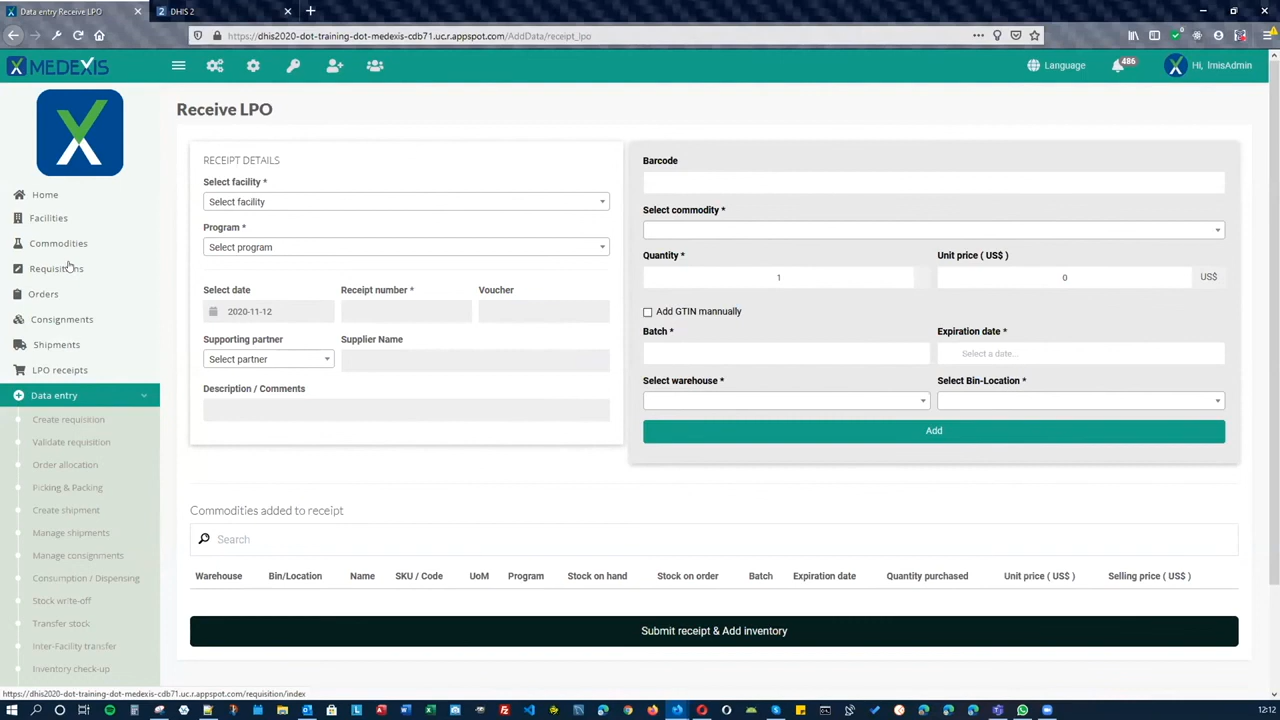 Data entry Receive LPO
DHIS 2
https://dhis2020-dot-training-dot-medexis-cdb71.uc.r.appspot.com/AddData/receipt_lpo
MEDEXIS
Language
486
Hi, lmisAdmin
Home
Facilities
Commodities
Requisitions
Orders
Consignments
Shipments
LPO receipts
Data entry
Create requisition
Validate requisition
Order allocation
Picking & Packing
Create shipment
Manage shipments
Manage consignments
Consumption / Dispensing
Stock write-off
Transfer stock
Inter-Facility transfer
Inventory check-up
Receive LPO
RECEIPT DETAILS
Select facility *
Select facility
Program *
Select program
Select date
Receipt number *
Voucher
2020-11-12
Supporting partner
Supplier Name
Select partner
Description / Comments
Barcode
Select commodity *
Quantity *
Unit price ( US$ )
1
0
US$
Add GTIN mannually
Batch *
Expiration date *
Select a date...
Select warehouse *
Select Bin-Location *
Add
Commodities added to receipt
Search
Warehouse Bin/Location Name SKU / Code UoM Program Stock on hand Stock on order Batch Expiration date Quantity purchased Unit price ( US$ ) Selling price ( US$ )
Submit receipt & Add inventory
https://dhis2020-dot-training-dot-medexis-cdb71.uc.r.appspot.com/requisition/index
12:12